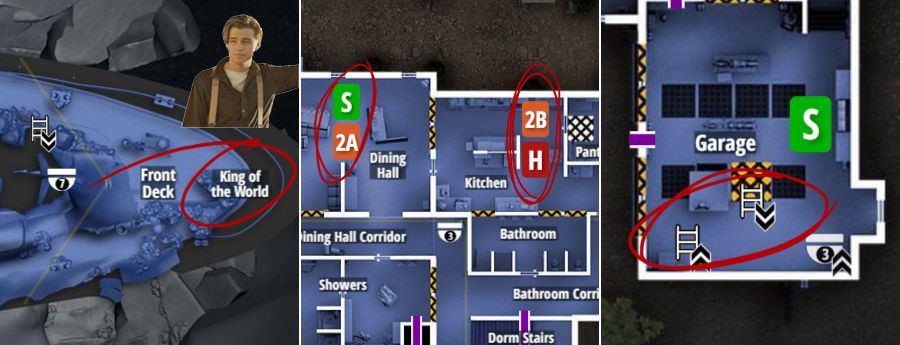 7
Front
Deck
King of
the World
S
2A
Dining
Hall
2B
H
Kitchen
Pant
Dining Hall Corridor
3
Bathroom
Showers
Bathroom Corri
Dorm Stairs
S
Garage
3